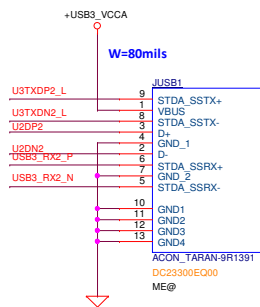 +USB3_VCCA
W=80mils
JUSB1
U3TXDP2_L 9 STDA_SSTX+
1 VBUS
U3TXDN2_L 8 STDA_SSTX-
U2DP2 3 D+
4 GND_1
U2DN2 2 D-
USB3_RX2_P 6 STDA_SSRX+
7 GND_2
USB3_RX2_N 5 STDA_SSRX-
10 GND1
11 GND2
12 GND3
13 GND4
ACON_TARAN-9R1391
DC23300EQ00
ME@